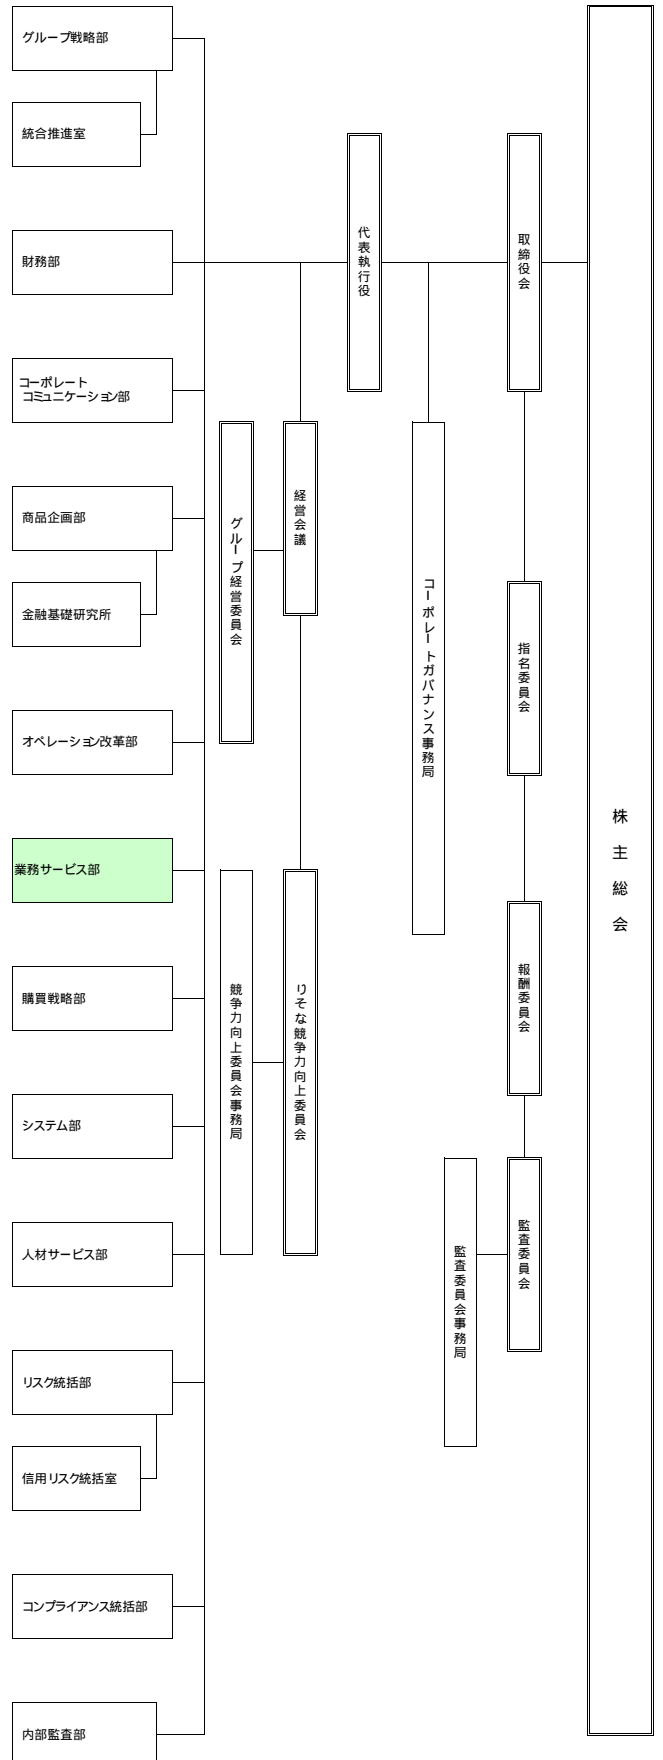 グループ戦略部
統合推進室
財務部
コーポレート
コミュニケーション部
商品企画部
金融基礎研究所
オペレーション改革部
業務サービス部
購買戦略部
システム部
人材サービス部
リスク統括部
信用リスク統括室
コンプライアンス統括部
内部監査部
グループ経営委員会
競争力向上委員会事務局
経営会議
りそな競争力向上委員会
代表執行役
コーポレートガバナンス事務局
監査委員会事務局
取締役会
指名委員会
報酬委員会
監査委員会
株主総会